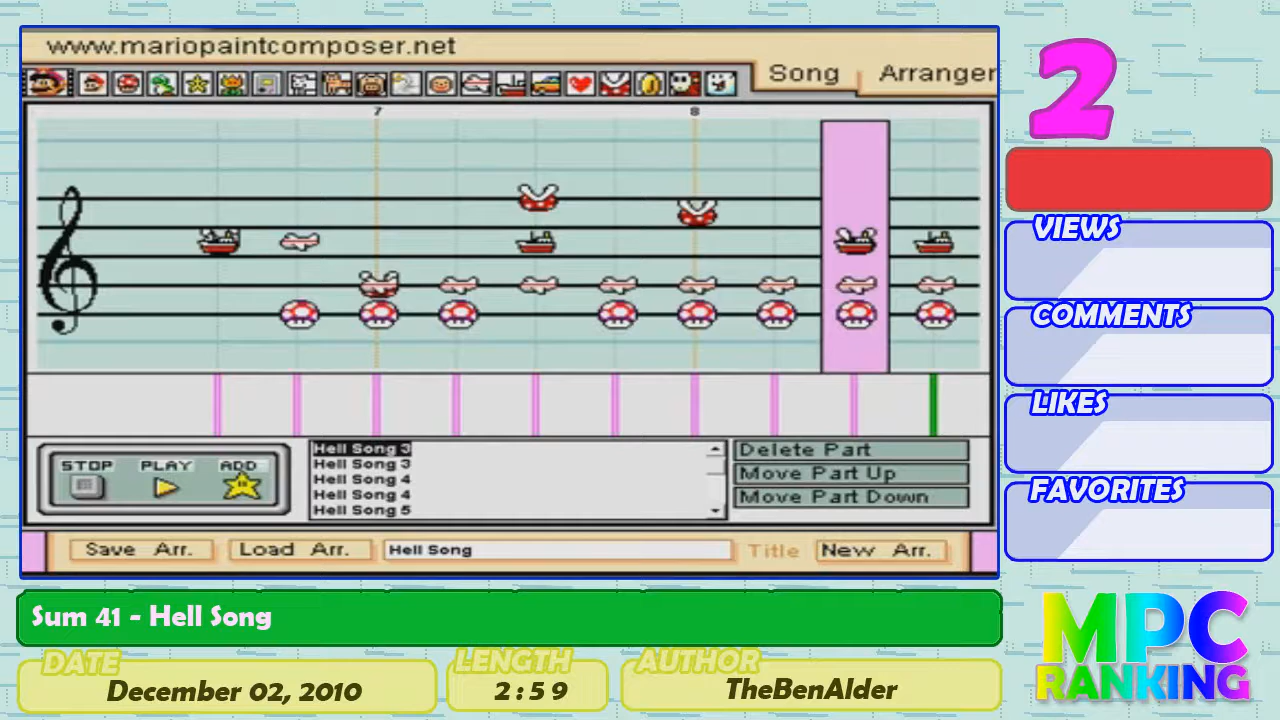 www.mariopaintcomposer.net
Song
Arranger
7
8
STOP
PLAY
ADD
Hell Song 3
Hell Song 3
Hell Song 4
Hell Song 4
Hell Song 5
Delete Part
Move Part Up
Move Part Down
Save Arr.
Load Arr.
Hell Song
Title
New Arr.
2
VIEWS
COMMENTS
LIKES
FAVORITES
Sum 41 - Hell Song
DATE
December 02, 2010
LENGTH
2:59
AUTHOR
TheBenAlder
MPC
RANKING